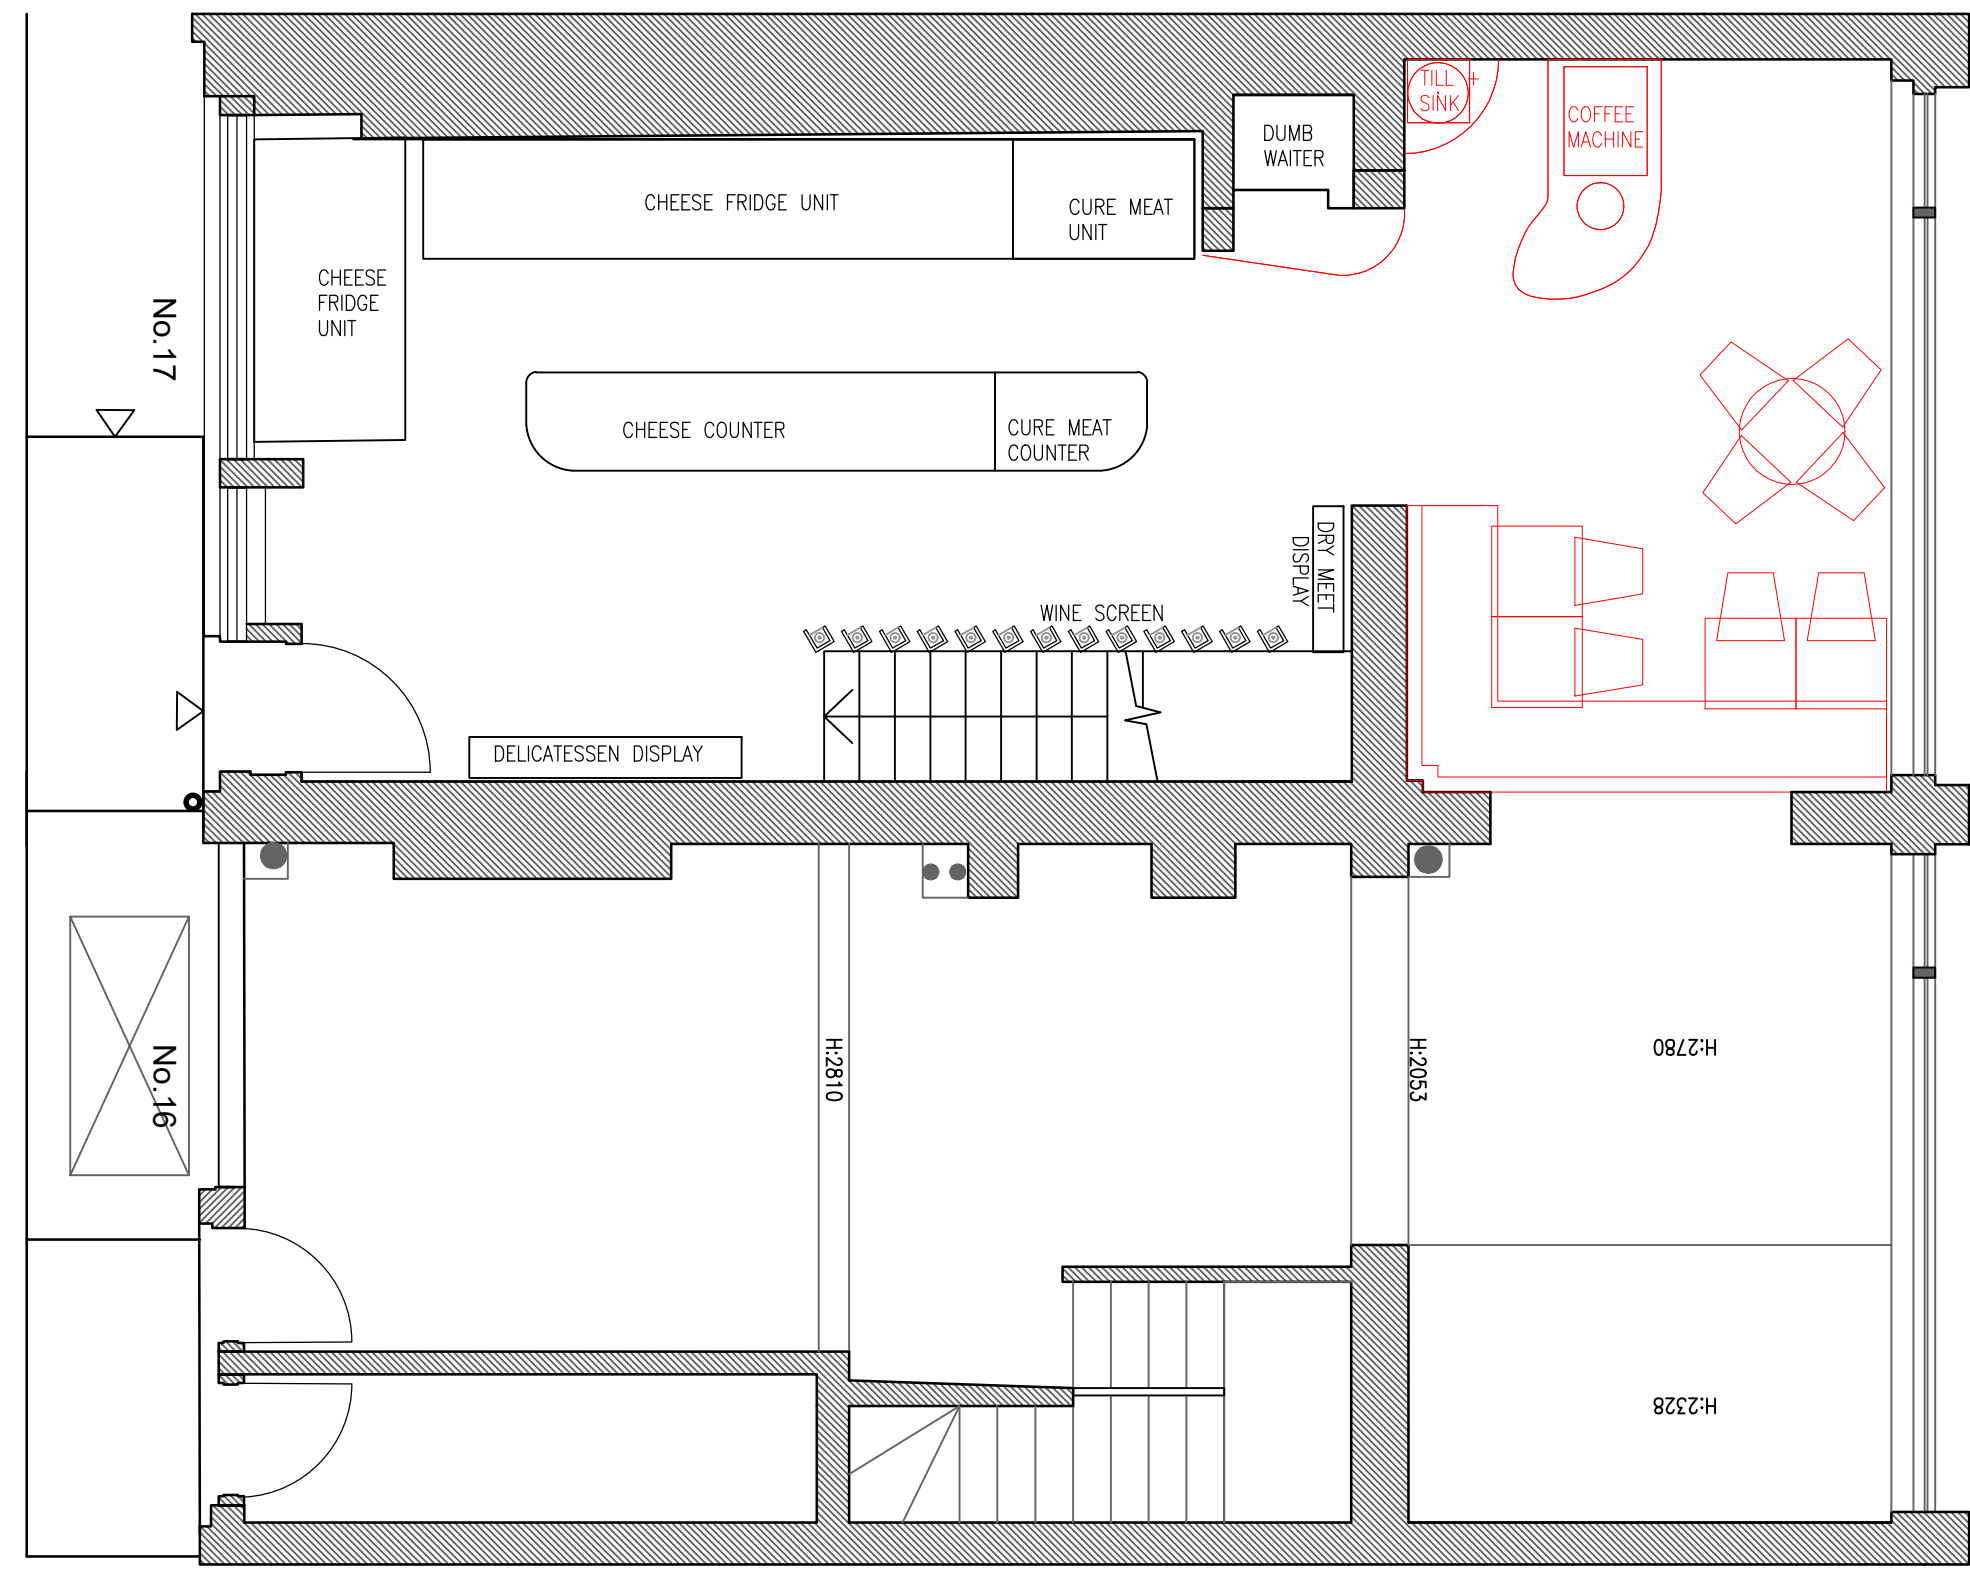 TILL +
SINK
COFFEE
MACHINE
DUMB
WAITER
CHEESE FRIDGE UNIT
CURE MEAT
UNIT
CHEESE
FRIDGE
UNIT
No.17
CHEESE COUNTER
CURE MEAT
COUNTER
DRY MEET
DISPLAY
WINE SCREEN
DELICATESSEN DISPLAY
No.16
H:2810
H:2053
H:2780
H:2328